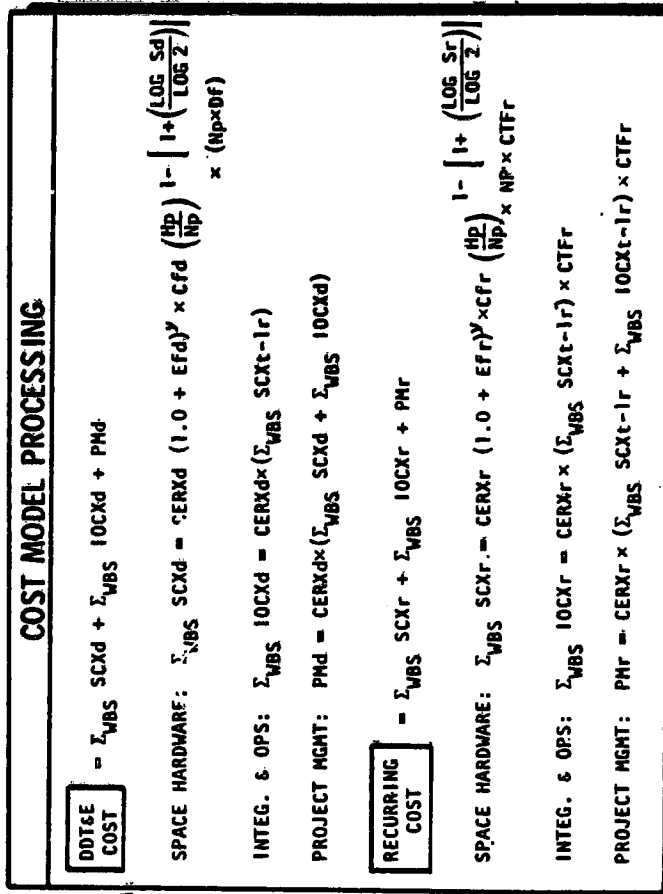 COST MODEL PROCESSING
DDT&E COST = Σ_WBS SCXd + Σ_WBS IOCXd + PMd
SPACE HARDWARE: Σ_WBS SCXd = CERXd (1.0 + Efd)^y × Cfd (Hp/Np)^1-[1+(LOG Sd/LOG 2)] × (Np×Df)
INTEG. & OPS: Σ_WBS IOCXd = CERXd×(Σ_WBS SCXt-1r)
PROJECT MGMT: PMd = CERXd×(Σ_WBS SCXd + Σ_WBS IOCXd)
RECURRING COST = Σ_WBS SCXr + Σ_WBS IOCXr + PMr
SPACE HARDWARE: Σ_WBS SCXr = CERXr (1.0 + Efr)^y×Cfr (Hp/Np)^1-[1+(LOG Sr/LOG 2)] × NP × CTFr
INTEG. & OPS: Σ_WBS IOCXr = CERXr × (Σ_WBS SCXt-1r) × CTFr
PROJECT MGMT: PMr = CERXr × (Σ_WBS SCXt-1r + Σ_WBS IOCXt-1r) × CTFr